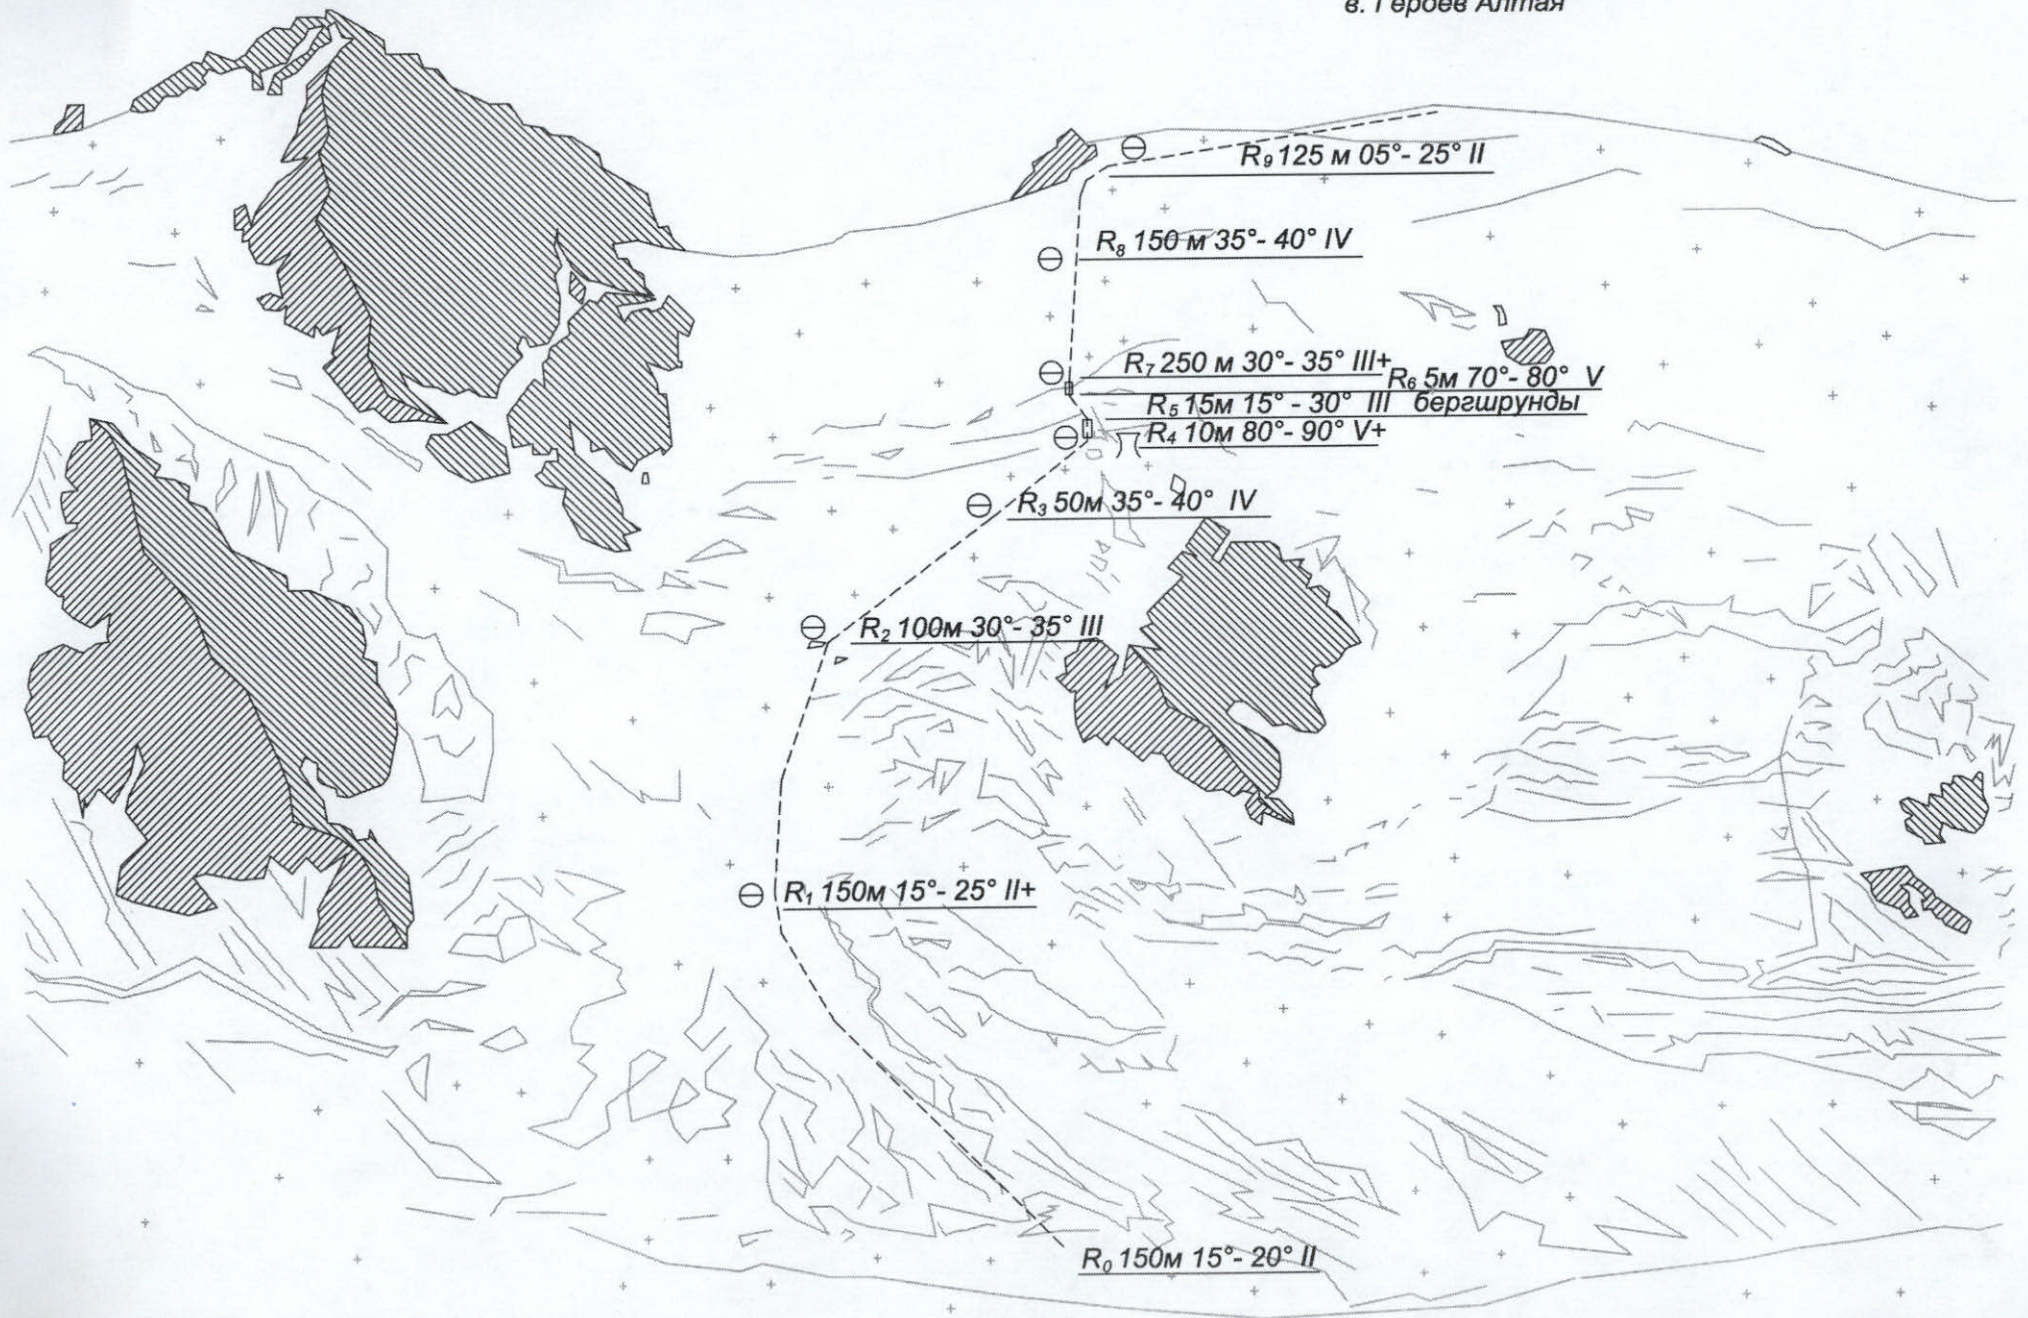 в. Героев Алтая
R₉ 125 м 05°- 25° II
R₈ 150 м 35°- 40° IV
R₇ 250 м 30°- 35° III+
R₆ 5м 70°- 80° V
R₅ 15м 15° - 30° III бергшрунды
R₄ 10м 80°- 90° V+
R₃ 50м 35°- 40° IV
R₂ 100м 30°- 35° III
R₁ 150м 15°- 25° II+
R₀ 150м 15°- 20° II